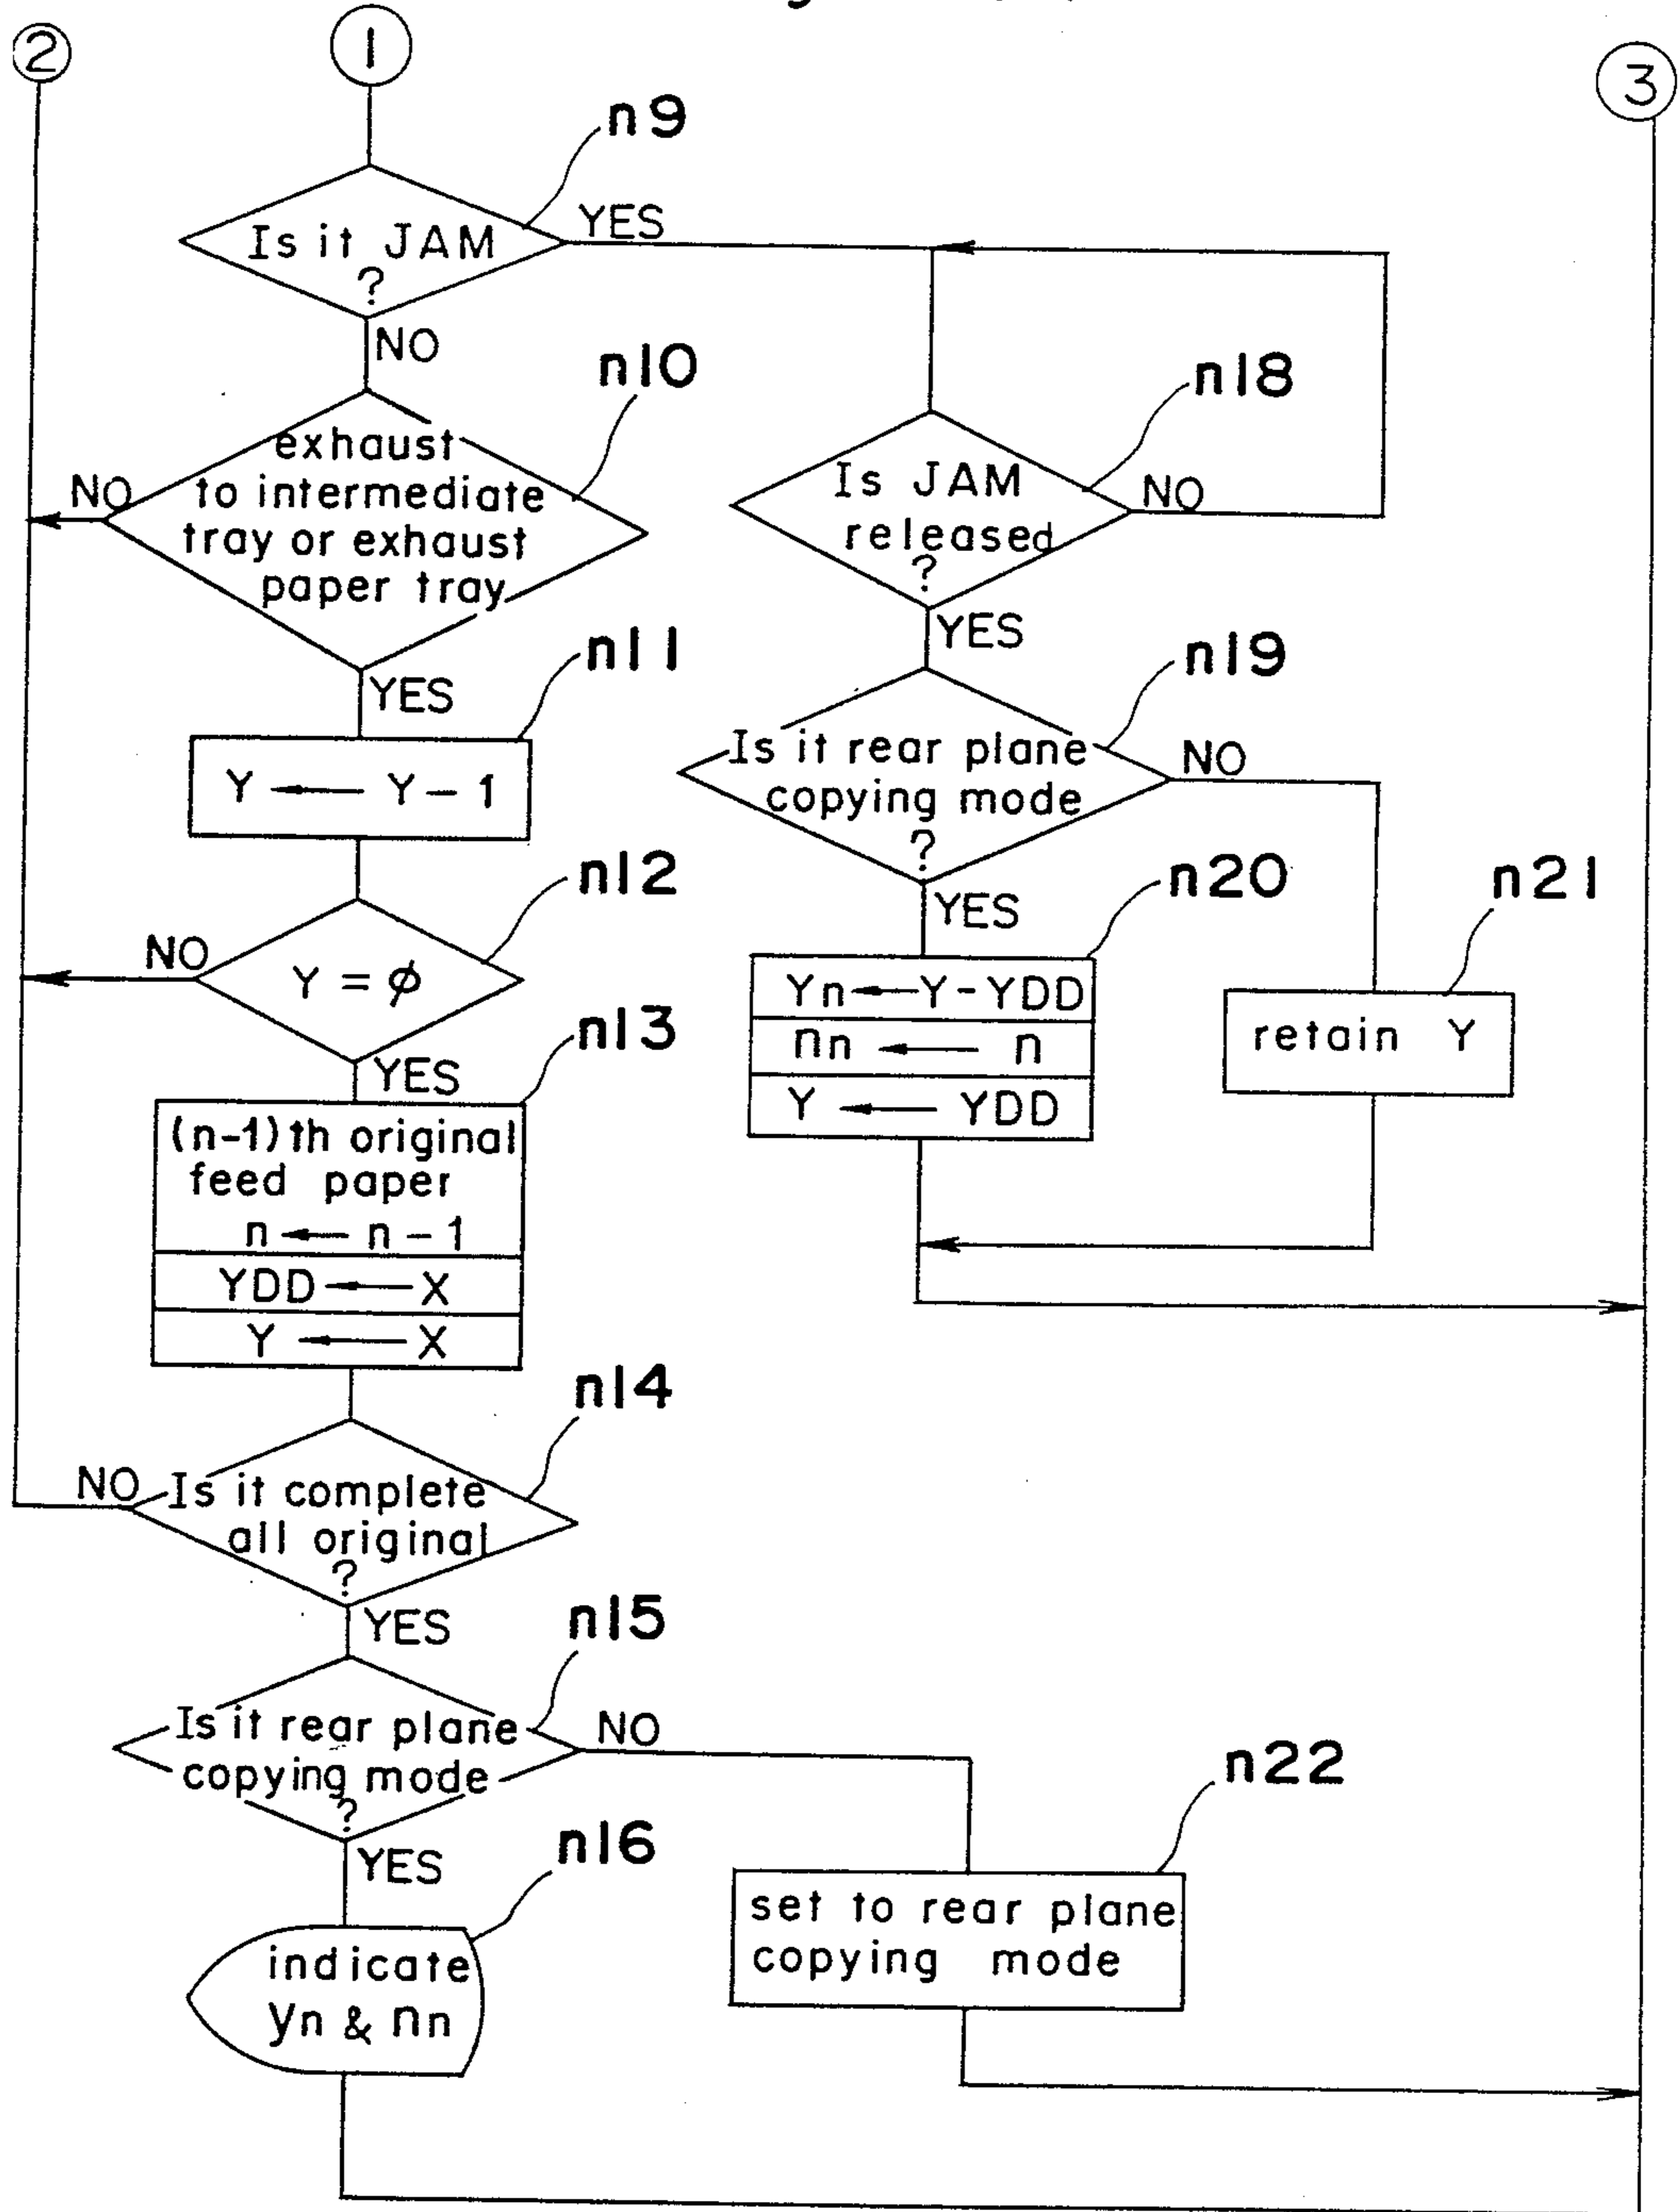 2
1
3
n9
Is it JAM
?
YES
NO
n10
exhaust
to intermediate
tray or exhaust
paper tray
NO
YES
n11
Y ← Y - 1
n12
Y = ϕ
NO
YES
n13
(n-1)th original
feed paper
n ← n - 1
YDD ← X
Y ← X
n14
Is it complete
all original
?
NO
YES
n15
Is it rear plane
copying mode
?
NO
YES
n16
indicate
yn & nn
n18
Is JAM
released
?
NO
YES
n19
Is it rear plane
copying mode
?
NO
YES
n20
Yn ← Y - YDD
nn ← n
Y ← YDD
n21
retain Y
n22
set to rear plane
copying mode